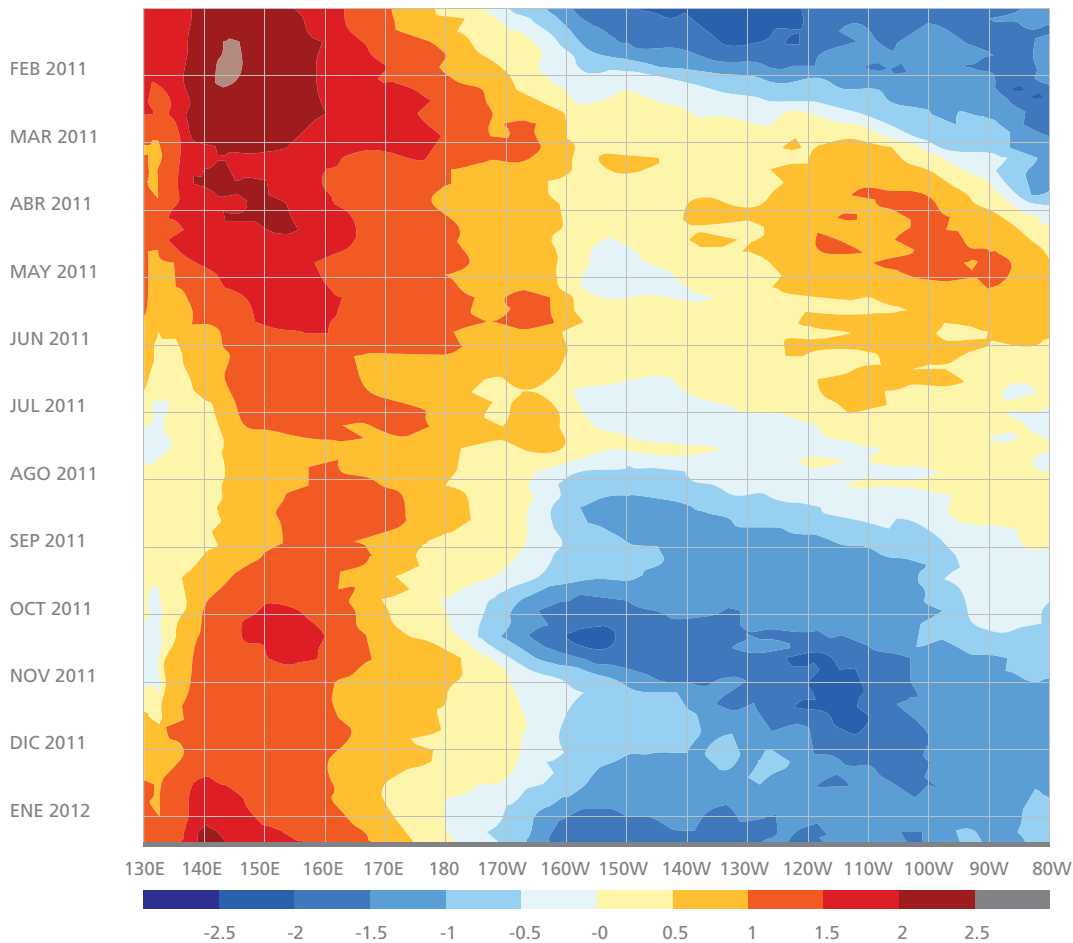 FEB 2011
MAR 2011
ABR 2011
MAY 2011
JUN 2011
JUL 2011
AGO 2011
SEP 2011
OCT 2011
NOV 2011
DIC 2011
ENE 2012
130E 140E 150E 160E 170E 180 170W 160W 150W 140W 130W 120W 110W 100W 90W 80W
-2.5 -2 -1.5 -1 -0.5 -0 0.5 1 1.5 2 2.5